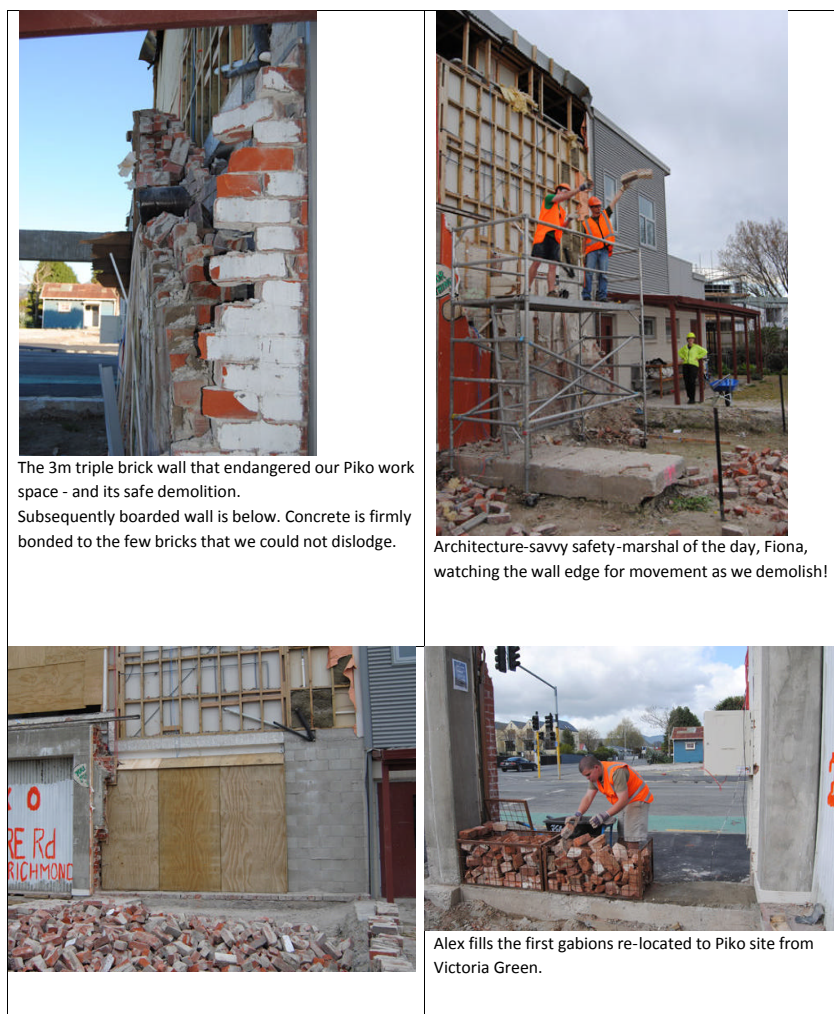 The 3m triple brick wall that endangered our Piko work
space - and its safe demolition.
Subsequently boarded wall is below. Concrete is firmly
bonded to the few bricks that we could not dislodge.
Architecture-savvy safety-marshal of the day, Fiona,
watching the wall edge for movement as we demolish!
KO
RE Rd
RICHMOND
Alex fills the first gabions re-located to Piko site from
Victoria Green.